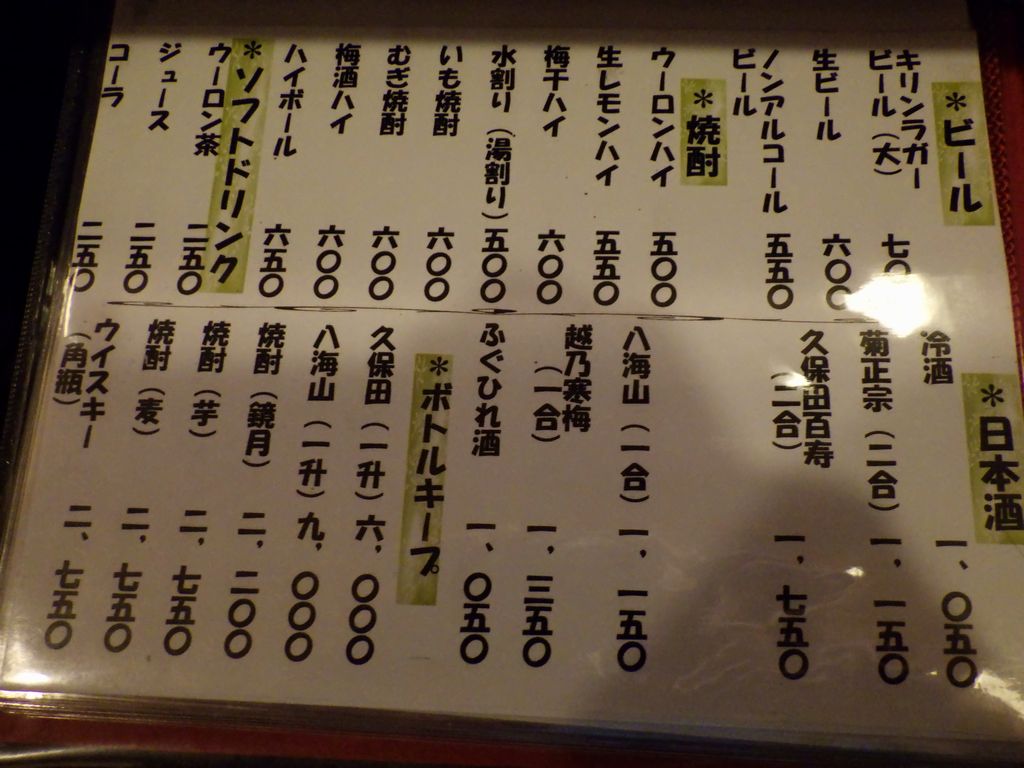 *ビール
キリンラガー
ビール(大) 七〇
生ビール 六〇〇
ノンアルコール
ビール 五五〇
*焼酎
ウーロンハイ 五〇〇
生レモンハイ 五五〇
梅干ハイ 六〇〇
水割り(湯割り) 五〇〇
いも焼酎 六〇〇
むぎ焼酎 六〇〇
梅酒ハイ 六〇〇
ハイボール 六五〇
*ソフトドリンク
ウーロン茶 二五〇
ジュース 二五〇
コーラ 二五〇
*日本酒
冷酒 一、〇五〇
菊正宗(二合) 一、一五〇
久保田百寿
(二合) 一、七五〇
八海山(一合) 一、一五〇
越乃寒梅
(一合) 一、三五〇
ふぐひれ酒 一、〇五〇
*ボトルキープ
久保田(一升) 六、〇〇〇
八海山(一升) 九、〇〇〇
焼酎(鏡月) 二、二〇〇
焼酎(芋) 二、七五〇
焼酎(麦) 二、七五〇
ウイスキー
(角瓶) 二、七五〇